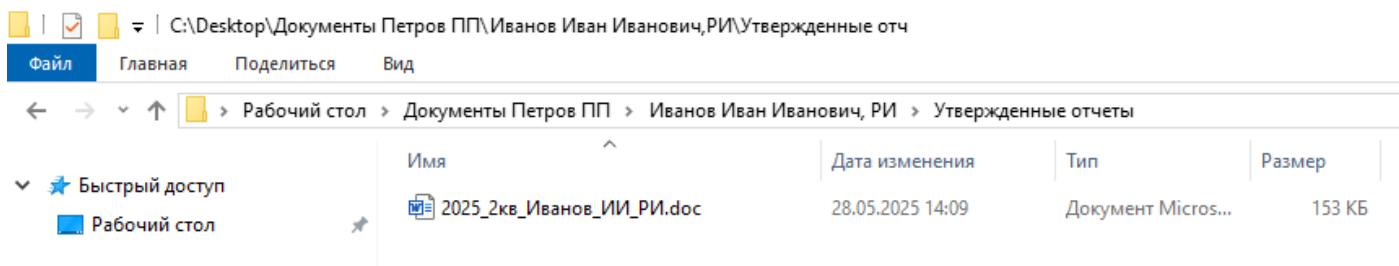 C:\Desktop\Документы Петров ПП\Иванов Иван Иванович,РИ\Утвержденные отч
Файл Главная Поделиться Вид
Рабочий стол > Документы Петров ПП > Иванов Иван Иванович, РИ > Утвержденные отчеты
Имя Дата изменения Тип Размер
Быстрый доступ
2025_2кв_Иванов_ИИ_РИ.doc 28.05.2025 14:09 Документ Micros... 153 КБ
Рабочий стол